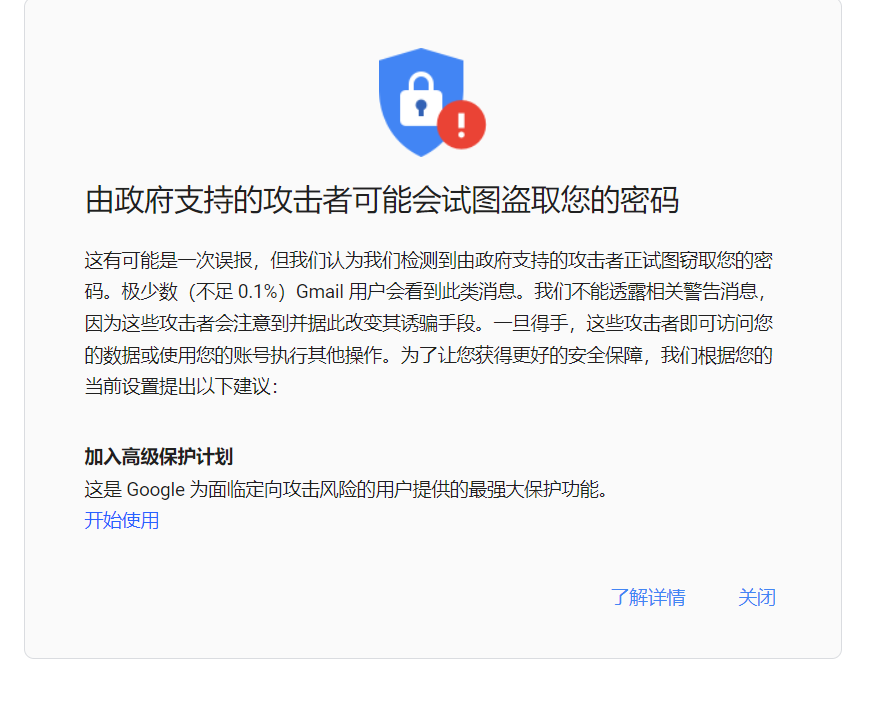 由政府支持的攻击者可能会试图盗取您的密码
这有可能是一次误报，但我们认为我们检测到由政府支持的攻击者正试图窃取您的密
码。极少数（不足 0.1%）Gmail 用户会看到此类消息。我们不能透露相关警告消息，
因为这些攻击者会注意到并据此改变其诱骗手段。一旦得手，这些攻击者即可访问您
的数据或使用您的账号执行其他操作。为了让您获得更好的安全保障，我们根据您的
当前设置提出以下建议：
加入高级保护计划
这是 Google 为面临定向攻击风险的用户提供的最强大保护功能。
开始使用
了解详情 关闭